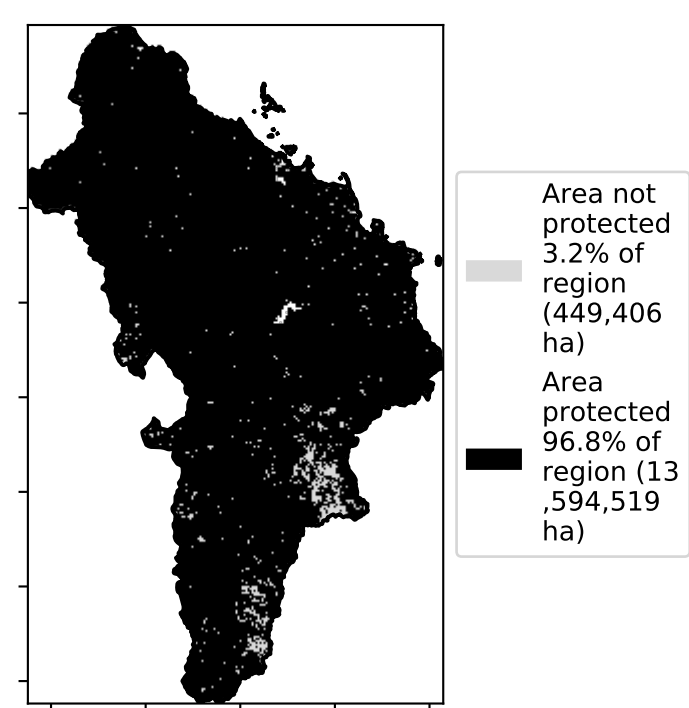 Area not
protected
3.2% of
region
(449,406
ha)
Area
protected
96.8% of
region (13
,594,519
ha)